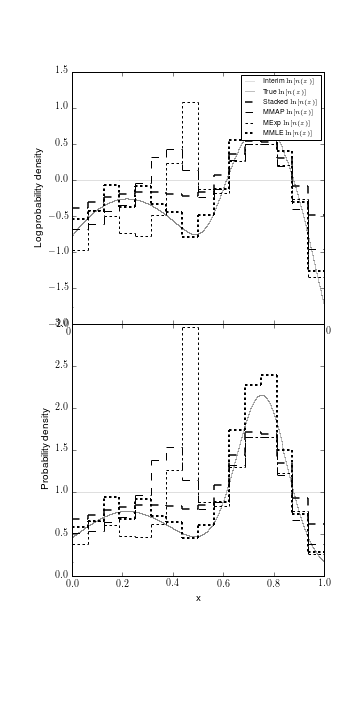 1.5
1.0
0.5
0.0
−0.5
−1.0
−1.5
Log probability density
Interim ln[n(z)]
True ln[n(z)]
Stacked ln[n(z)]
MMAP ln[n(z)]
MExp ln[n(z)]
MMLE ln[n(z)]
0
0
2.5
2.0
1.5
1.0
0.5
0.0
Probability density
0.0 0.2 0.4 0.6 0.8 1.0
x